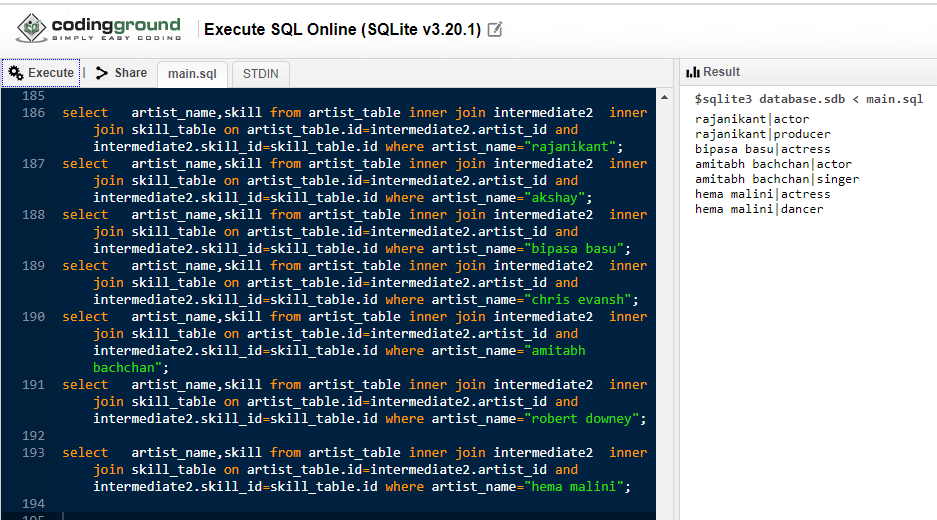 codingground
SIMPLY EASY CODING
Execute SQL Online (SQLite v3.20.1)
Execute | Share main.sql STDIN
185
186 select   artist_name,skill from artist_table inner join intermediate2  inner
join skill_table on artist_table.id=intermediate2.artist_id and
intermediate2.skill_id=skill_table.id where artist_name="rajanikant";
187 select   artist_name,skill from artist_table inner join intermediate2  inner
join skill_table on artist_table.id=intermediate2.artist_id and
intermediate2.skill_id=skill_table.id where artist_name="akshay";
188 select   artist_name,skill from artist_table inner join intermediate2  inner
join skill_table on artist_table.id=intermediate2.artist_id and
intermediate2.skill_id=skill_table.id where artist_name="bipasa basu";
189 select   artist_name,skill from artist_table inner join intermediate2  inner
join skill_table on artist_table.id=intermediate2.artist_id and
intermediate2.skill_id=skill_table.id where artist_name="chris evansh";
190 select   artist_name,skill from artist_table inner join intermediate2  inner
join skill_table on artist_table.id=intermediate2.artist_id and
intermediate2.skill_id=skill_table.id where artist_name="amitabh
bachchan";
191 select   artist_name,skill from artist_table inner join intermediate2  inner
join skill_table on artist_table.id=intermediate2.artist_id and
intermediate2.skill_id=skill_table.id where artist_name="robert downey";
192
193 select   artist_name,skill from artist_table inner join intermediate2  inner
join skill_table on artist_table.id=intermediate2.artist_id and
intermediate2.skill_id=skill_table.id where artist_name="hema malini";
194
195
Result
$sqlite3 database.sdb < main.sql
rajanikant|actor
rajanikant|producer
bipasa basu|actress
amitabh bachchan|actor
amitabh bachchan|singer
hema malini|actress
hema malini|dancer